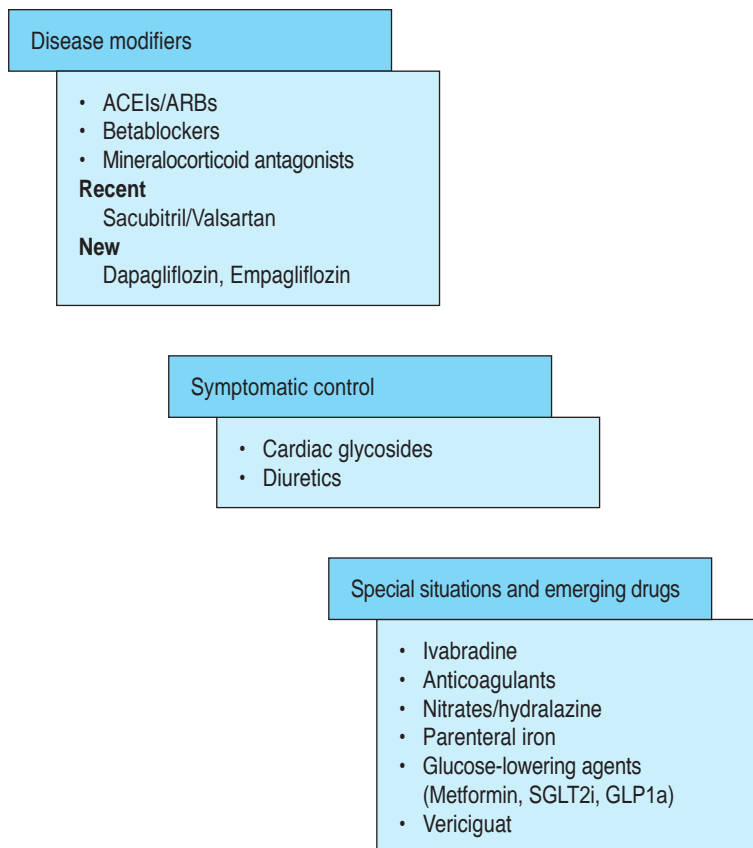 Disease modifiers
• ACEIs/ARBs
• Betablockers
• Mineralocorticoid antagonists
Recent
Sacubitril/Valsartan
New
Dapagliflozin, Empagliflozin
Symptomatic control
• Cardiac glycosides
• Diuretics
Special situations and emerging drugs
• Ivabradine
• Anticoagulants
• Nitrates/hydralazine
• Parenteral iron
• Glucose-lowering agents
(Metformin, SGLT2i, GLP1a)
• Vericiguat